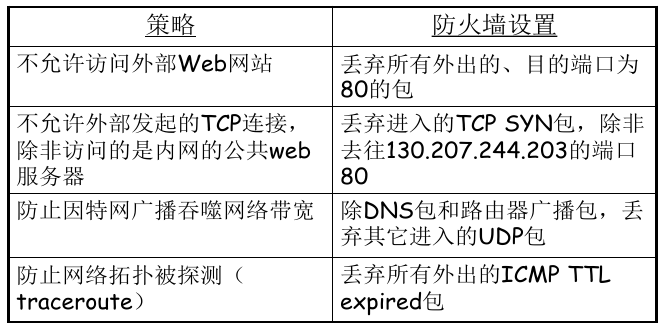 策略
防火墙设置
不允许访问外部Web网站
丢弃所有外出的、目的端口为
80的包
不允许外部发起的TCP连接，
除非访问的是内网的公共web
服务器
丢弃进入的TCP SYN包，除非
去往130.207.244.203的端口
80
防止因特网广播吞噬网络带宽
除DNS包和路由器广播包，丢
弃其它进入的UDP包
防止网络拓扑被探测（
traceroute）
丢弃所有外出的ICMP TTL
expired包